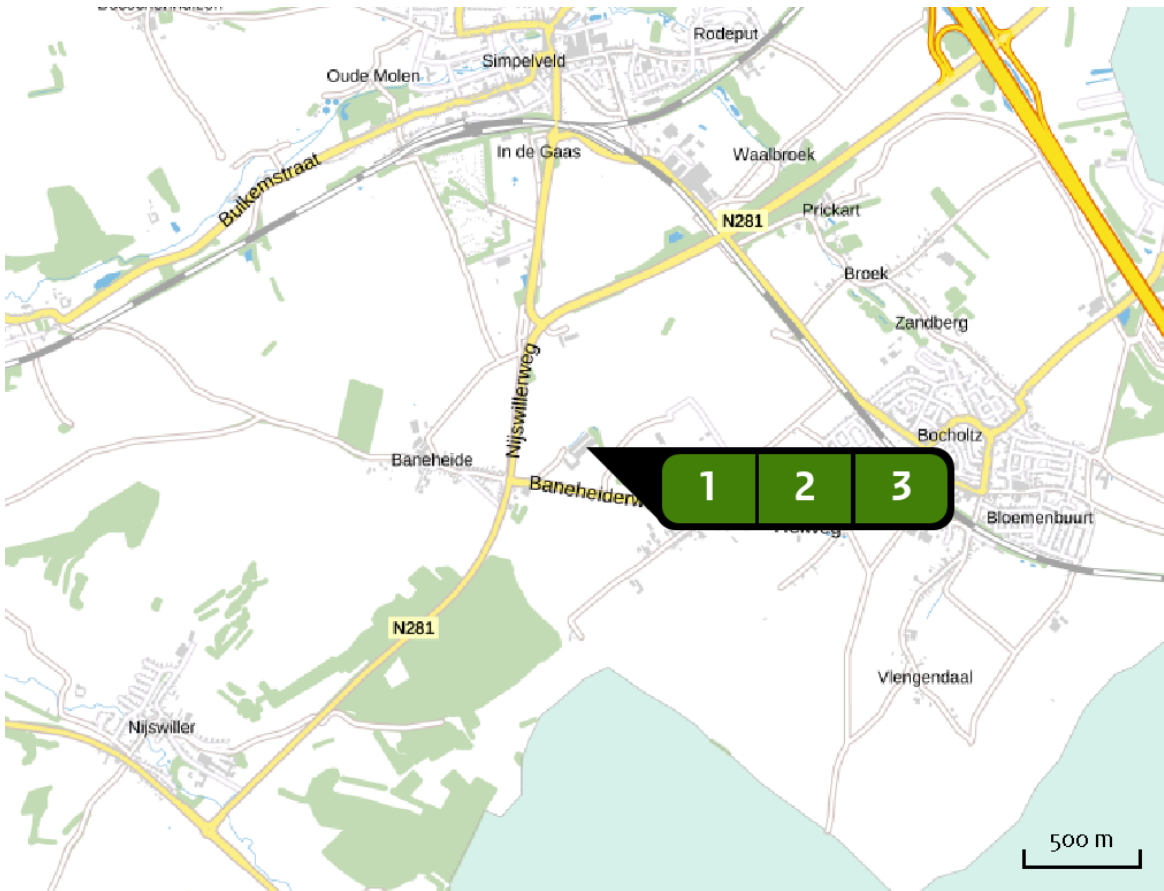 Rodeput
Simpelveld
Oude Molen
In de Gaas
Waalbroek
Buikemstraat
Prickart
N281
Broek
Zandberg
Nijswillerweg
Bocholtz
Baneheide
1 2 3
Bloemenbuurt
N281
Vlengendaal
Nijswiller
500 m